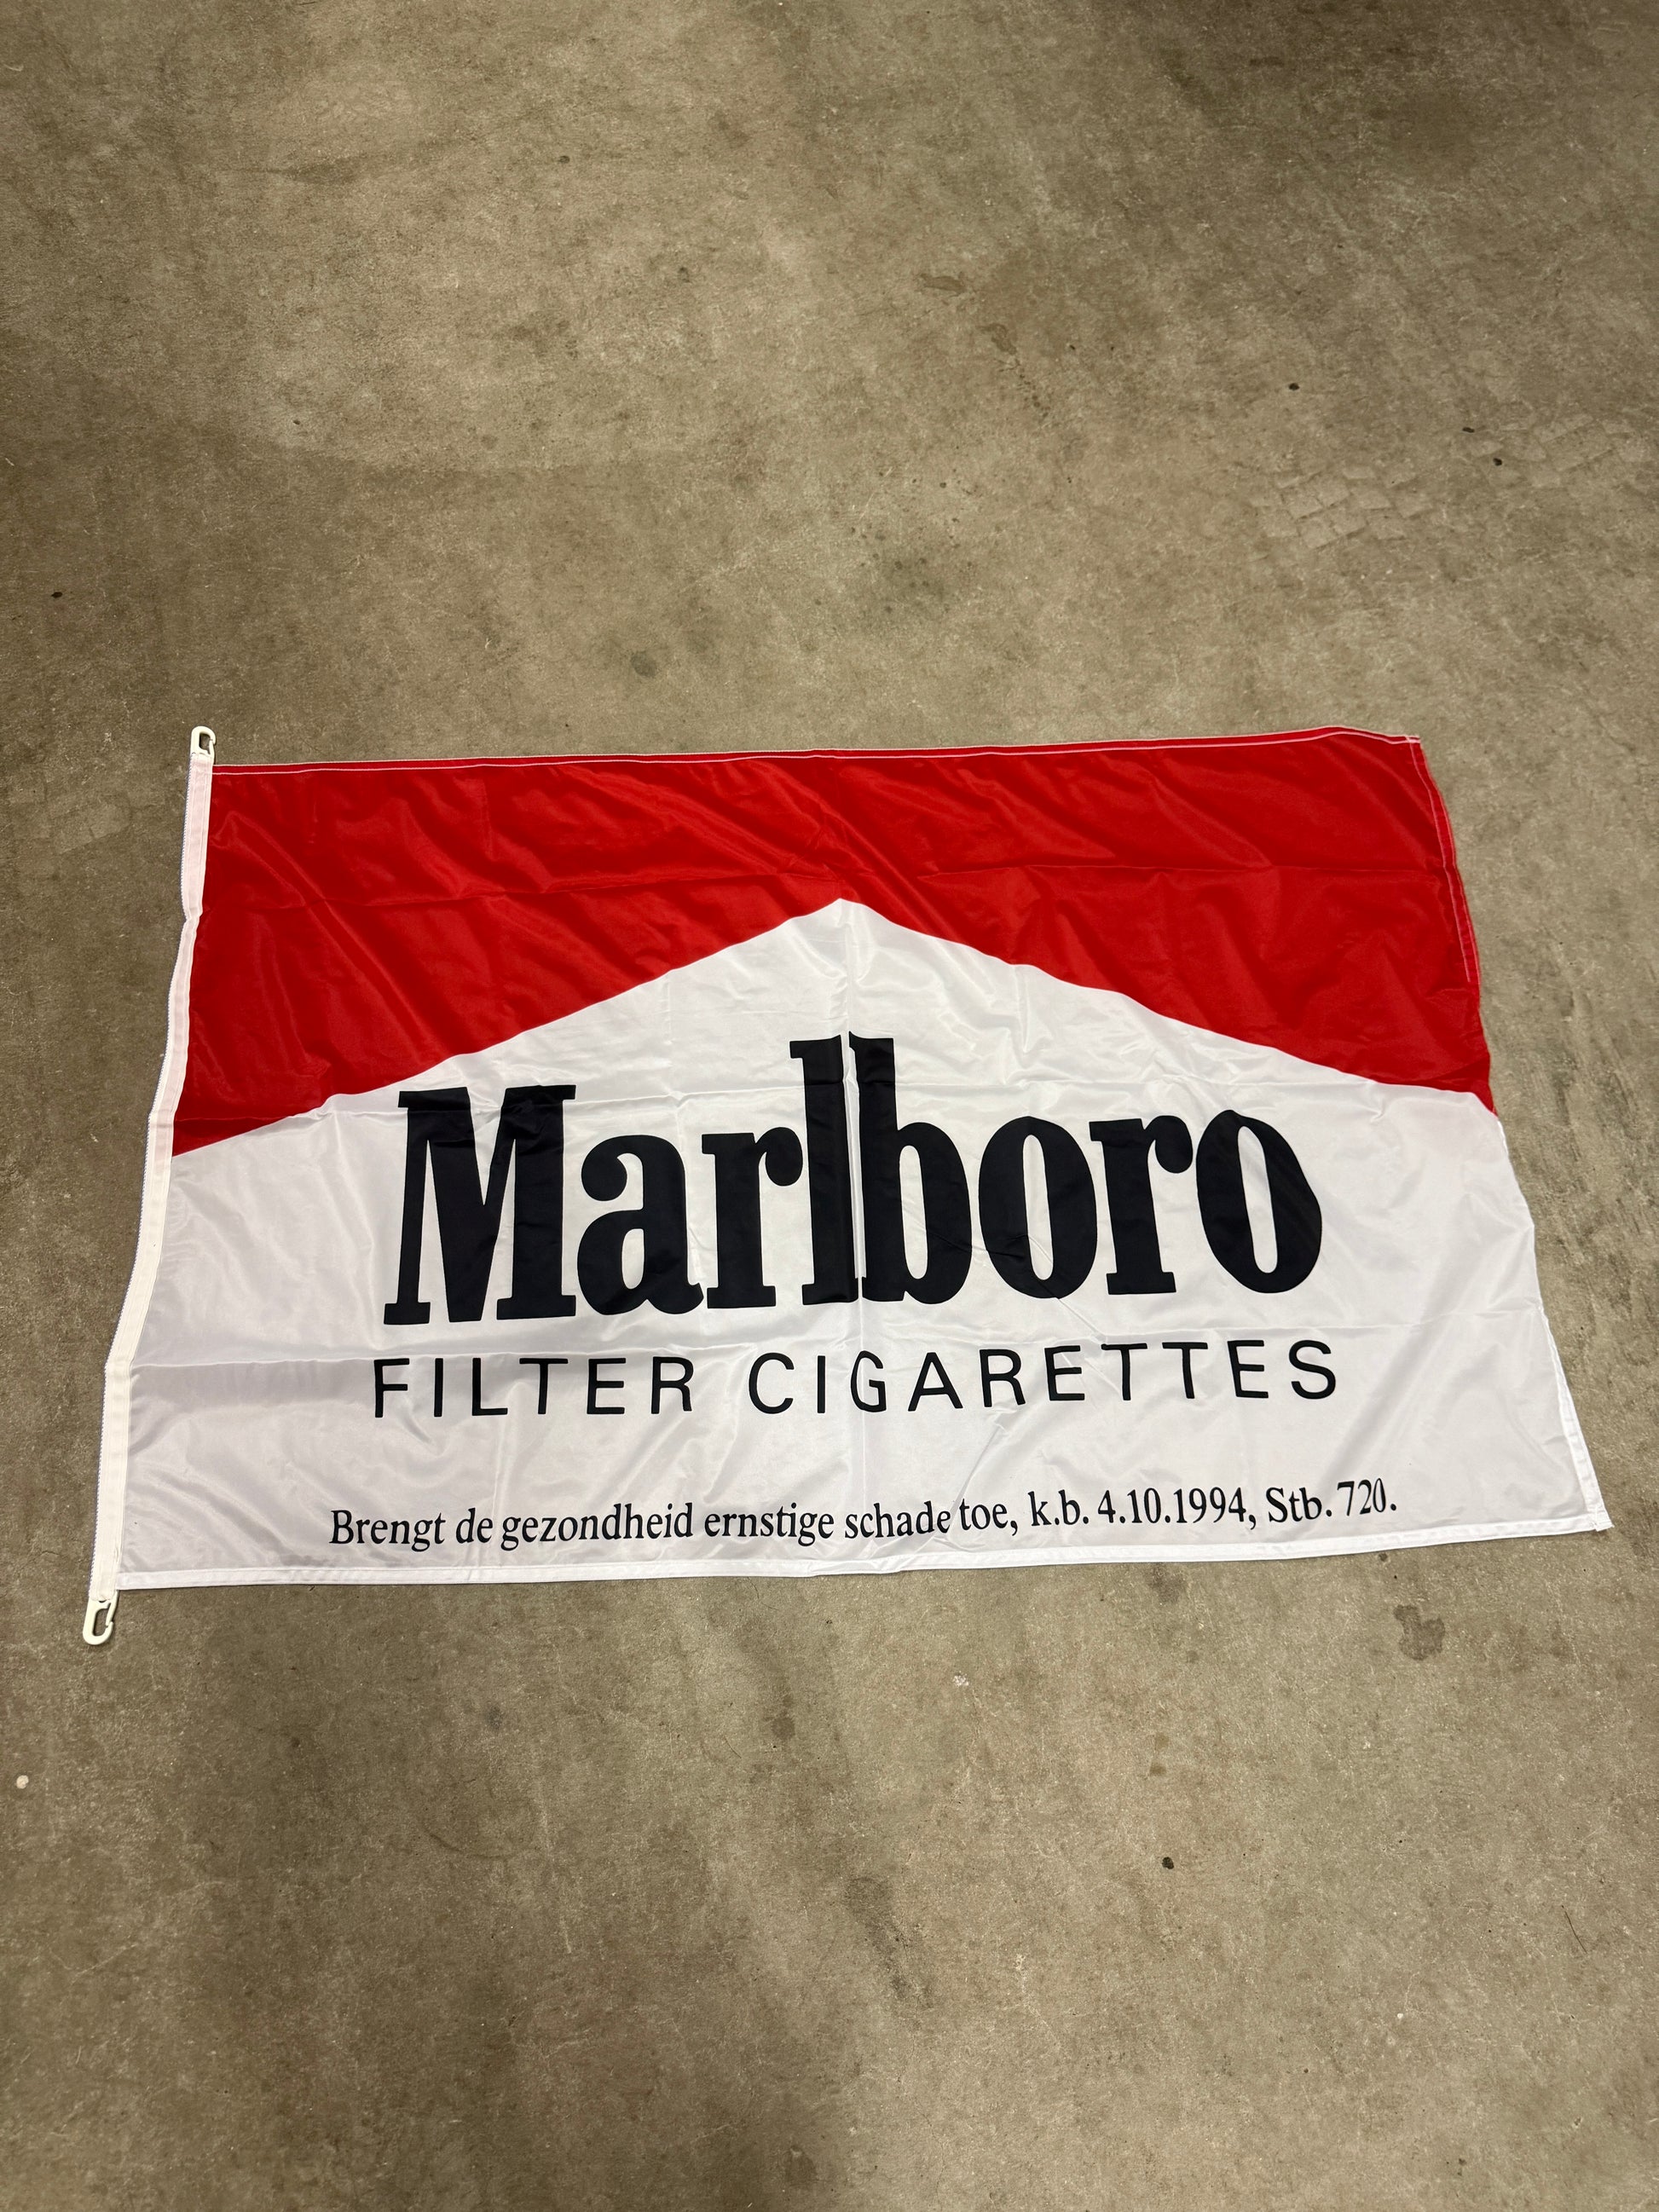 Marlboro
FILTER CIGARETTES
Brengt de gezondheid ernstige schade toe, k.b. 4.10.1994, Stb. 720.